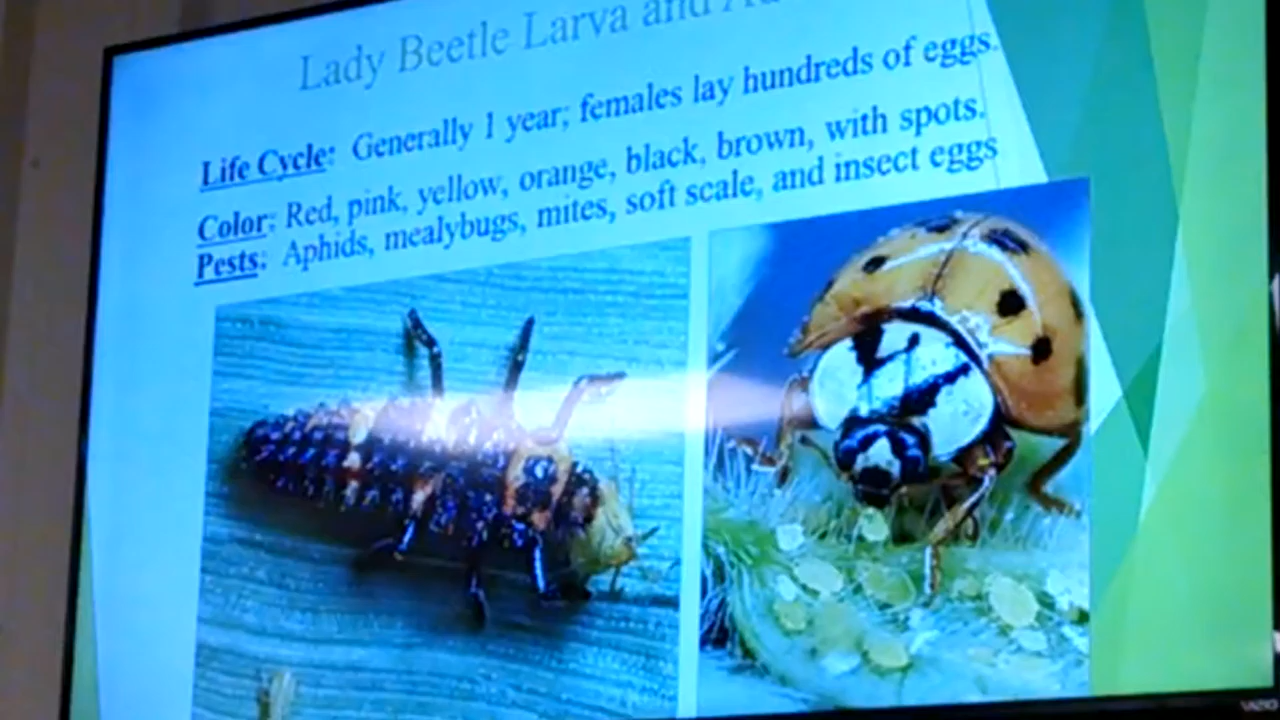 Lady Beetle Larva and
Life Cycle: Generally 1 year; females lay hundreds of eggs.
Color: Red, pink, yellow, orange, black, brown, with spots.
Pests: Aphids, mealybugs, mites, soft scale, and insect eggs
VIZIO